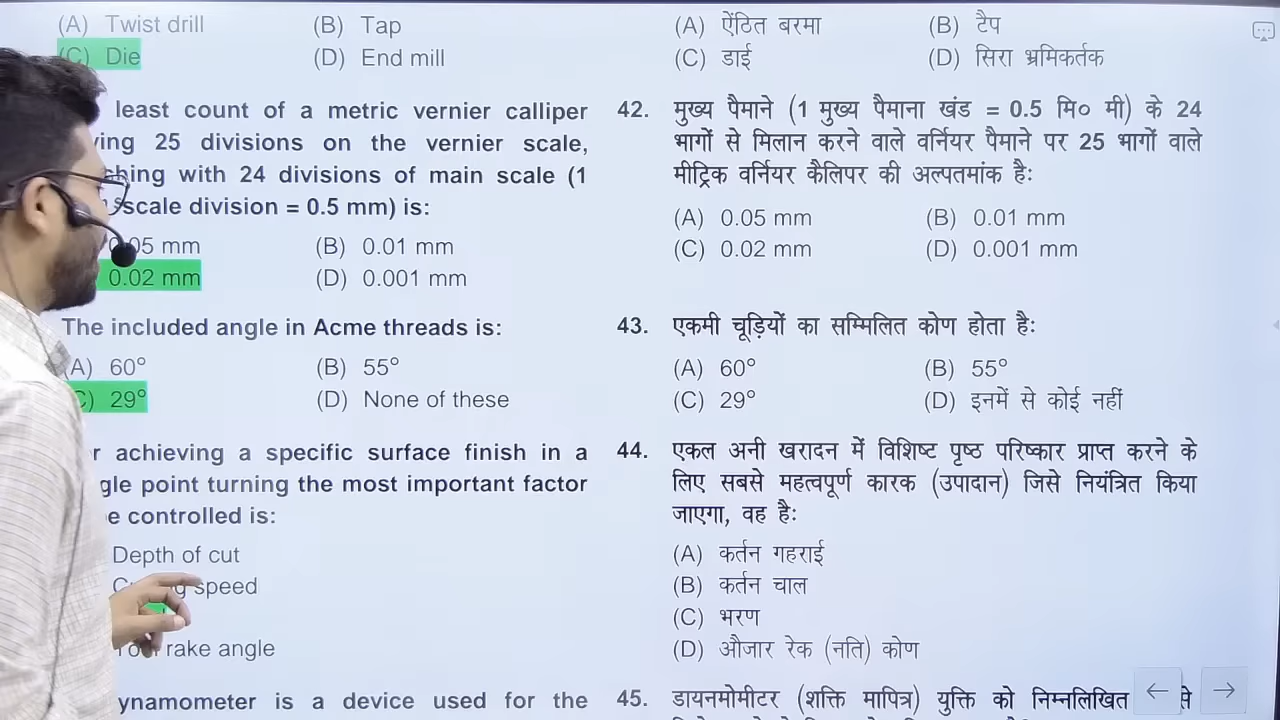 (A) Twist drill
(B) Tap
(C) Die
(D) End mill
least count of a metric vernier calliper
25 divisions on the vernier scale,
with 24 divisions of main scale (1
scale division = 0.5 mm) is:
mm
(B) 0.01 mm
0.02 mm
(D) 0.001 mm
The included angle in Acme threads is:
(A) 60°
(B) 55°
29°
(D) None of these
achieving a specific surface finish in a
point turning the most important factor
controlled is:
Depth of cut
speed
rake angle
device used for the
(A) ऐंठित बरमा
(B) टैप
(C) डाई
(D) सिरा भ्रमिकर्तक
42. मुख्य पैमाने (1 मुख्य पैमाना खंड = 0.5 मि० मी) के 24
भागों से मिलान करने वाले वर्नियर पैमाने पर 25 भागों वाले
मीट्रिक वर्नियर कैलिपर की अल्पतमांक है:
(A) 0.05 mm
(B) 0.01 mm
(C) 0.02 mm
(D) 0.001 mm
43. एकमी चूड़ियों का सम्मिलित कोण होता है:
(A) 60°
(B) 55°
(C) 29°
(D) इनमें से कोई नहीं
44. एकल अनी खरादन में विशिष्ट पृष्ठ परिष्कार प्राप्त करने के
लिए सबसे महत्वपूर्ण कारक (उपादान) जिसे नियंत्रित किया
जाएगा, वह है:
(A) कर्तन गहराई
(B) कर्तन चाल
(C) भरण
(D) औजार रेक (नति) कोण
45. डायनमोमीटर (शक्ति मापित्र) युक्ति को निम्नलिखित